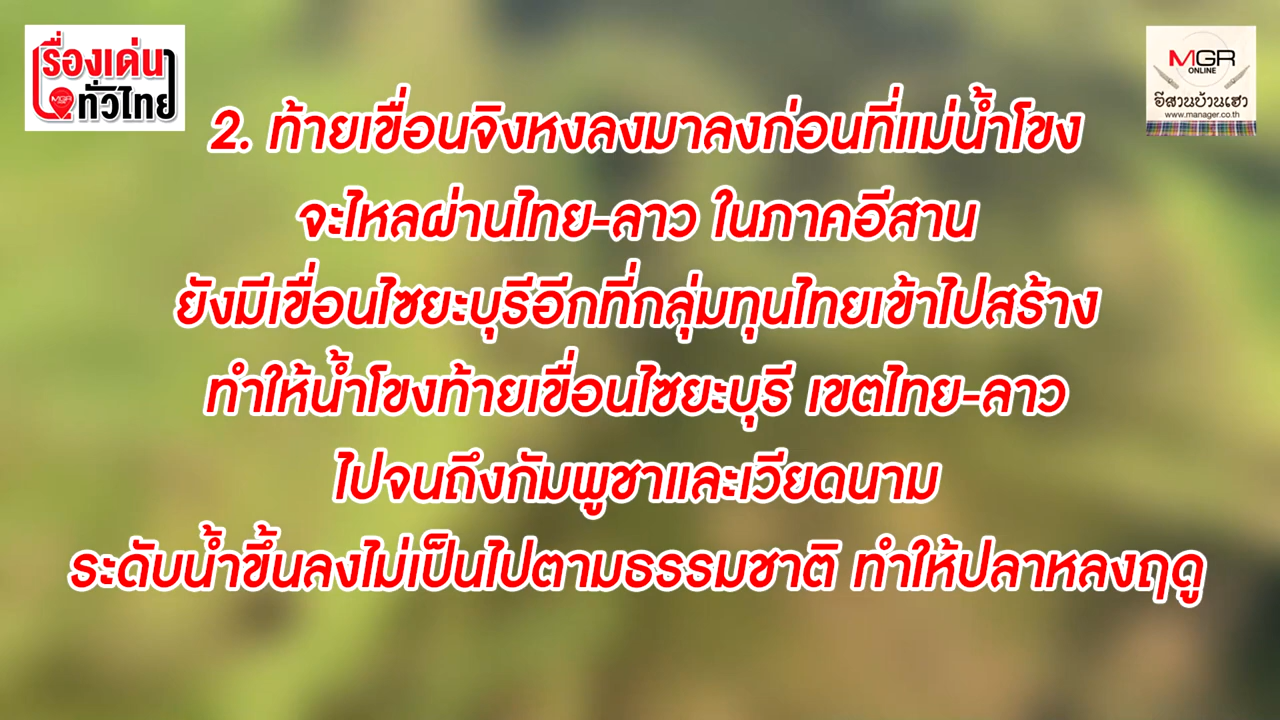 เรื่องเด่น
MGR
ทั่วไทย
MGR
ONLINE
อีสานบ้านเฮา
www.manager.co.th
2. ท้ายเขื่อนจิงหงลงมาลงก่อนที่แม่น้ำโขง
จะไหลผ่านไทย-ลาว ในภาคอีสาน
ยังมีเขื่อนไซยะบุรีอีกที่กลุ่มทุนไทยเข้าไปสร้าง
ทำให้น้ำโขงท้ายเขื่อนไซยะบุรี เขตไทย-ลาว
ไปจนถึงกัมพูชาและเวียดนาม
ระดับน้ำขึ้นลงไม่เป็นไปตามธรรมชาติ ทำให้ปลาหลงฤดู